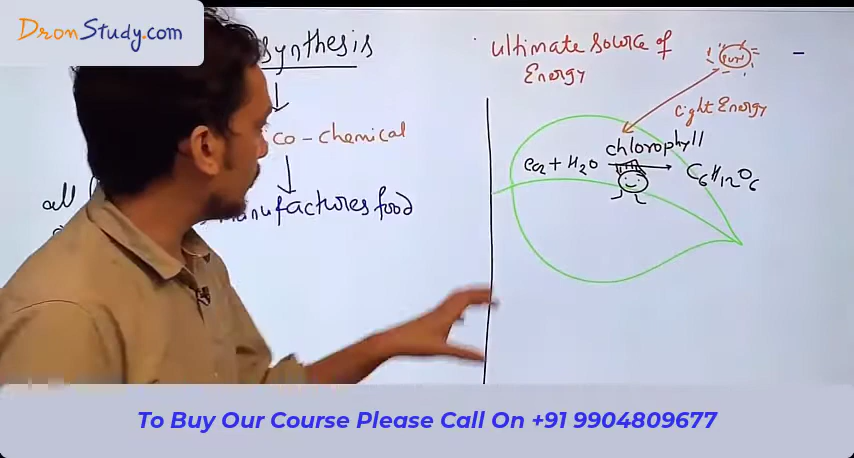 DronStudy.com
synthesis
ico-chemical
all
manufactures food
Ultimate source of
Energy
Sun
light Energy
chlorophyll
CO2 + H2O → C6H12O6
To Buy Our Course Please Call On +91 9904809677